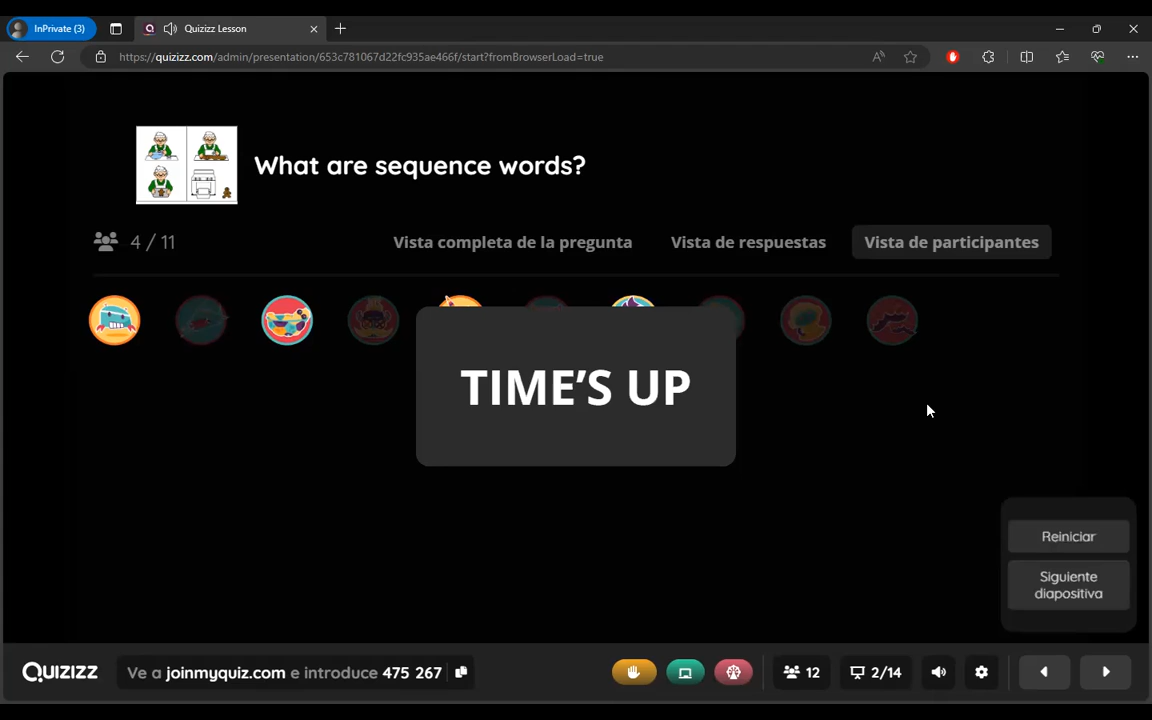 InPrivate (3)
Quizizz Lesson
https://quizizz.com/admin/presentation/653c781067d22fc935ae466f/start?fromBrowserLoad=true
What are sequence words?
4 / 11
Vista completa de la pregunta
Vista de respuestas
Vista de participantes
TIME’S UP
Reiniciar
Siguiente
diapositiva
QUIZIZZ
Ve a joinmyquiz.com e introduce 475 267
12
2/14